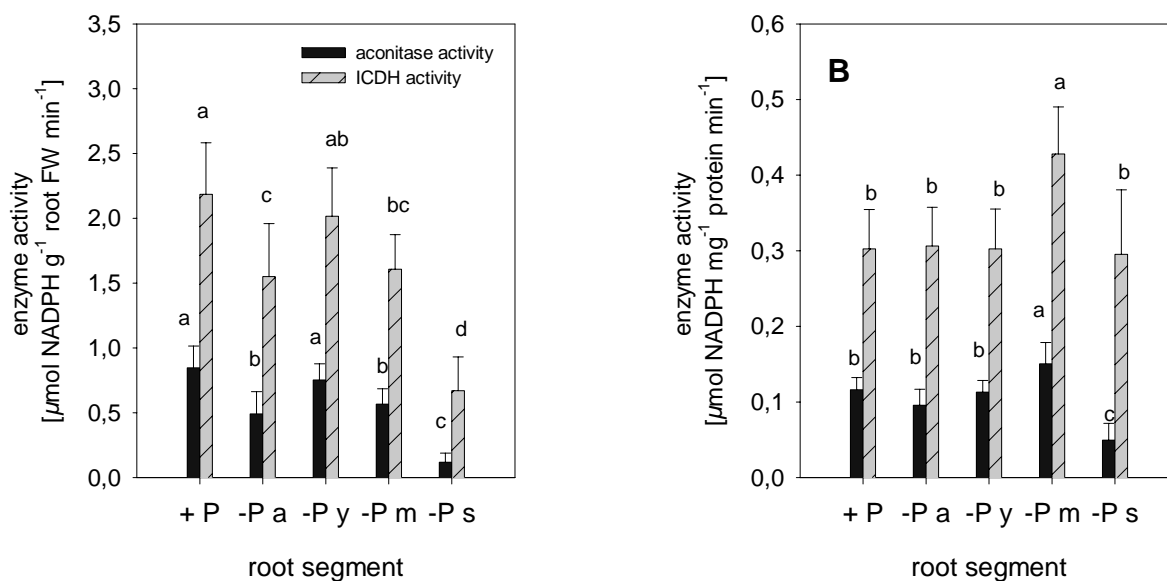 3,5
3,0
2,5
2,0
1,5
1,0
0,5
0,0
enzyme activity
[µmol NADPH g-1 root FW min-1]
aconitase activity
ICDH activity
a
a
b
c
a
ab
b
bc
c
d
+ P -P a -P y -P m -P s
root segment
B
0,6
0,5
0,4
0,3
0,2
0,1
0,0
enzyme activity
[µmol NADPH mg-1 protein min-1]
b
b
b
b
b
b
a
a
c
b
+ P -P a -P y -P m -P s
root segment